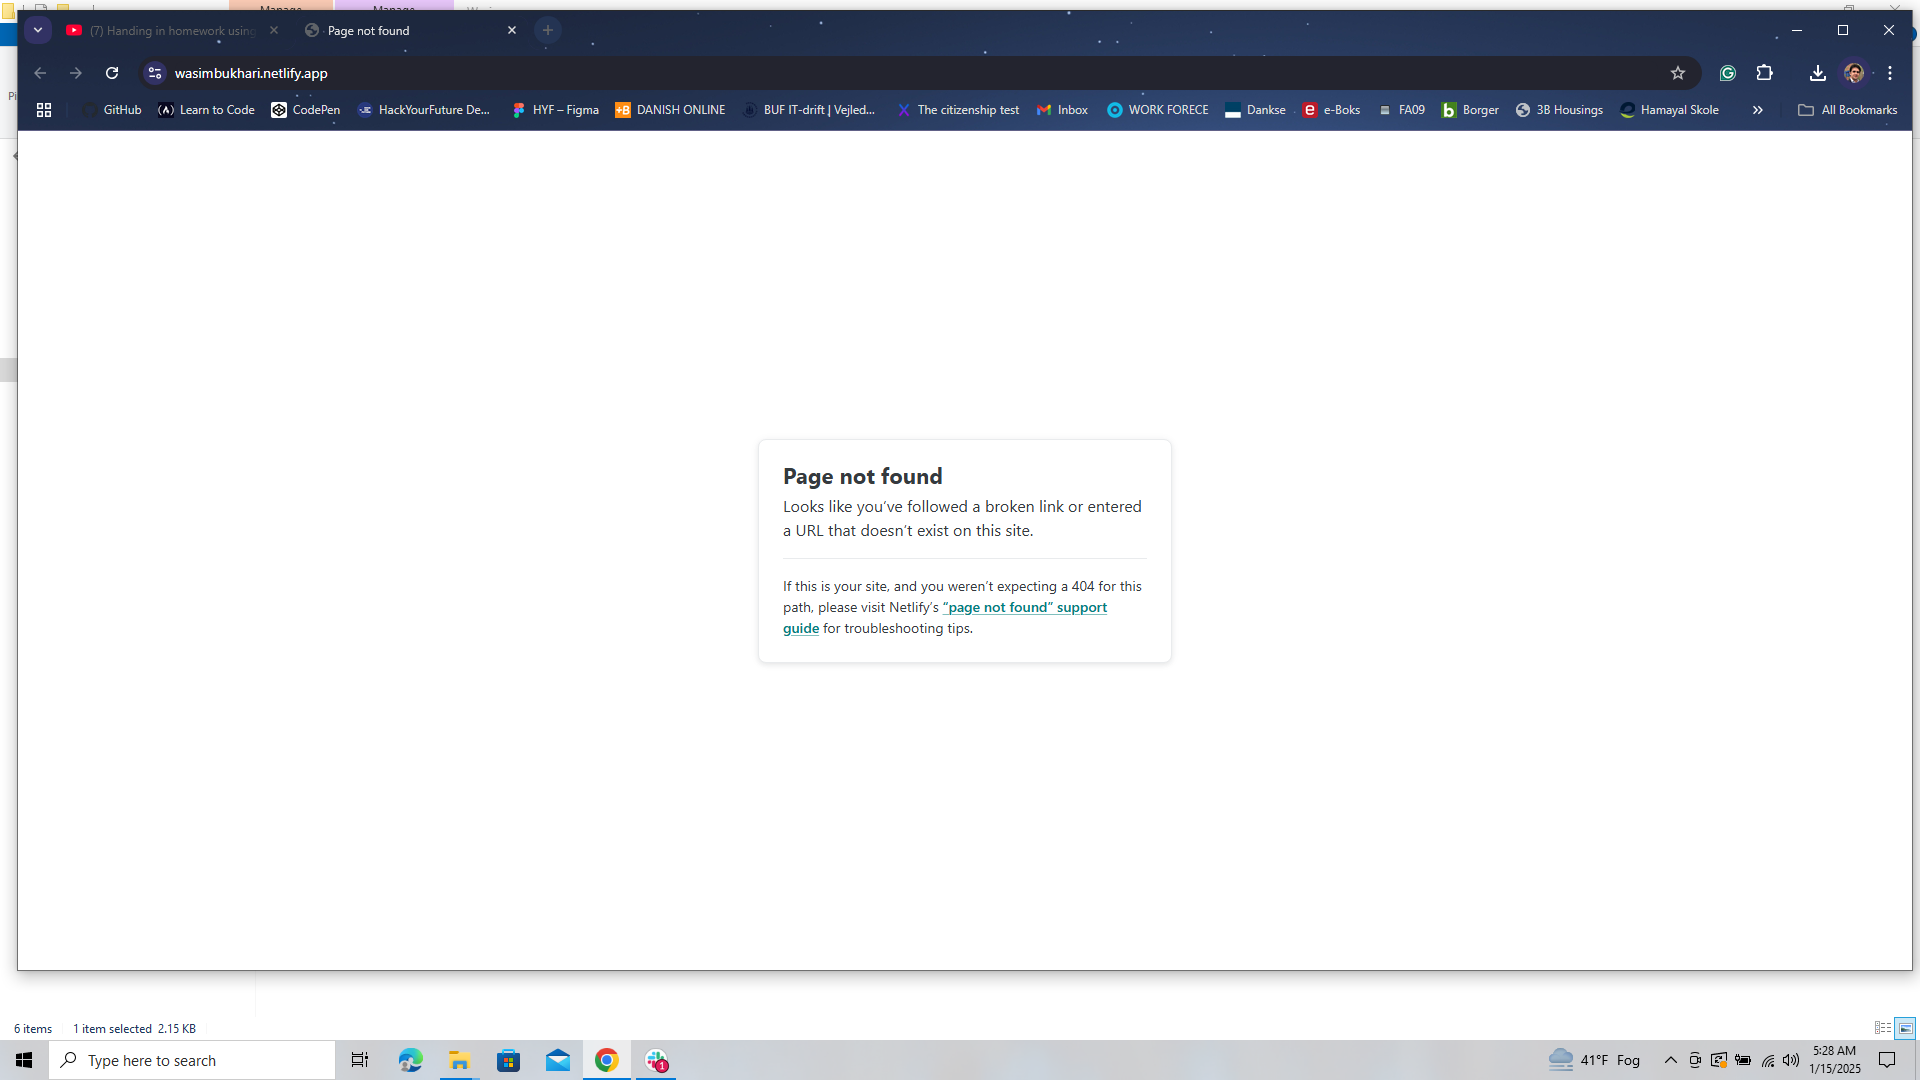 Manage
Manage
(7) Handing in homework using
Page not found
wasimbukhari.netlify.app
GitHub
Learn to Code
CodePen
HackYourFuture De...
HYF – Figma
DANISH ONLINE
BUF IT-drift | Vejled...
The citizenship test
Inbox
WORK FORECE
Dankse
e-Boks
FA09
Borger
3B Housings
Hamayal Skole
All Bookmarks
Page not found
Looks like you’ve followed a broken link or entered
a URL that doesn’t exist on this site.
If this is your site, and you weren’t expecting a 404 for this
path, please visit Netlify’s “page not found” support
guide for troubleshooting tips.
6 items
1 item selected 2.15 KB
Type here to search
1
41°F Fog
5:28 AM
1/15/2025